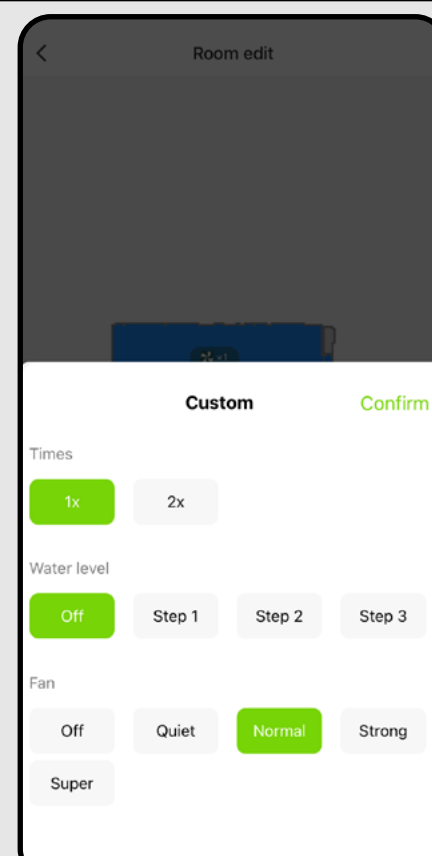 Room edit
Custom Confirm
Times
1x 2x
Water level
Off Step 1 Step 2 Step 3
Fan
Off Quiet Normal Strong
Super